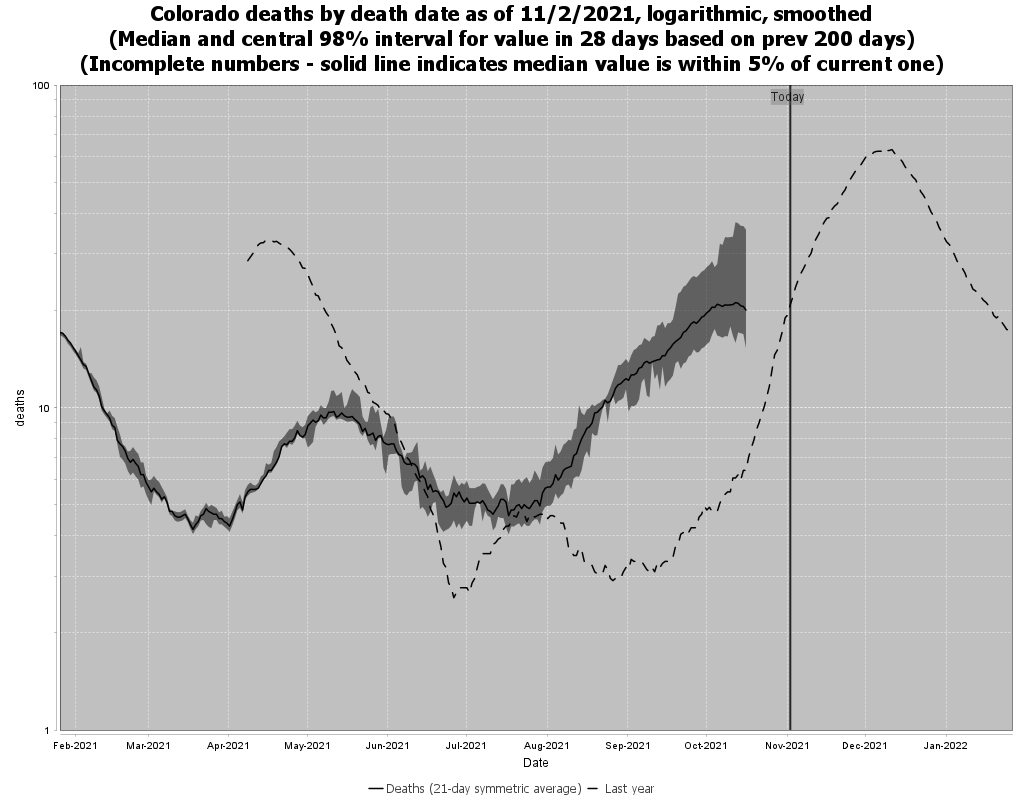 Colorado deaths by death date as of 11/2/2021, logarithmic, smoothed
(Median and central 98% interval for value in 28 days based on prev 200 days)
(Incomplete numbers - solid line indicates median value is within 5% of current one)
100
Today
10
deaths
1
Feb-2021 Mar-2021 Apr-2021 May-2021 Jun-2021 Jul-2021 Aug-2021 Sep-2021 Oct-2021 Nov-2021 Dec-2021 Jan-2022
Date
Deaths (21-day symmetric average) Last year